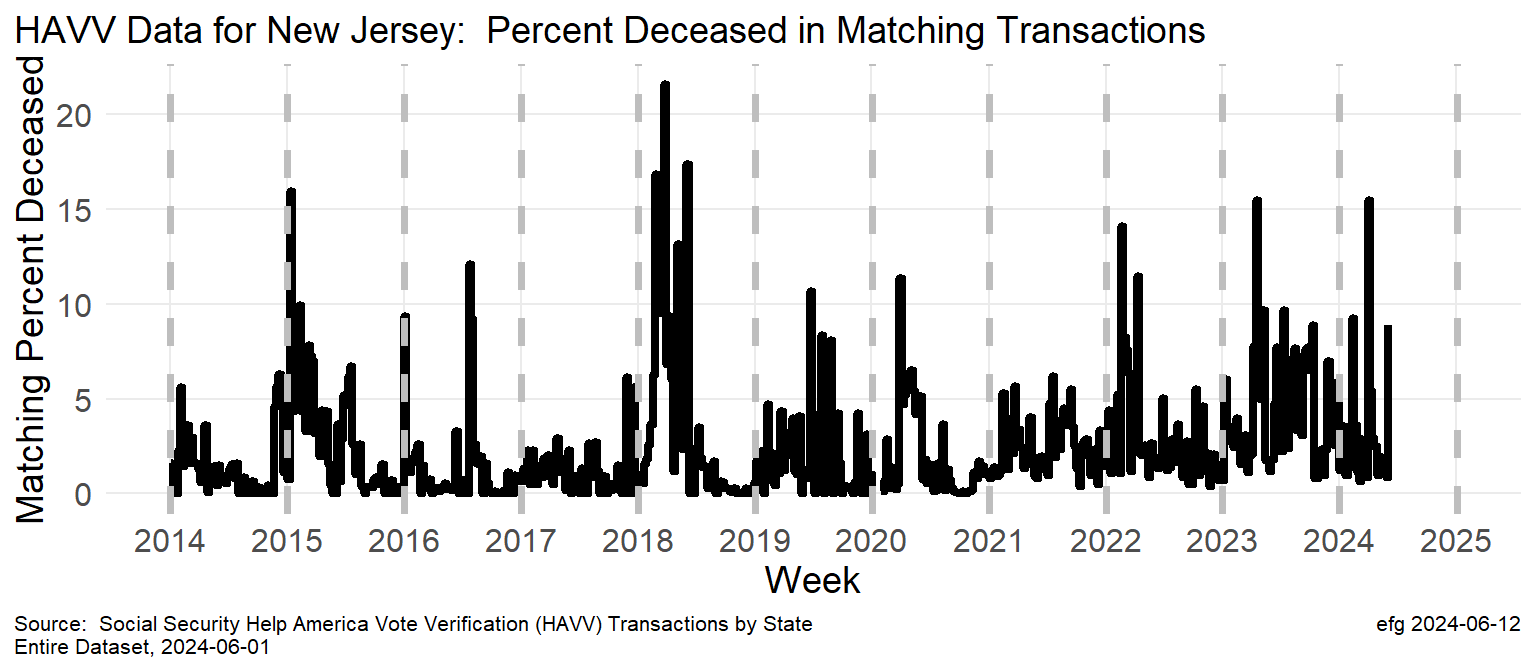 HAVV Data for New Jersey:  Percent Deceased in Matching Transactions
Matching Percent Deceased
20
15
10
5
0
2014 2015 2016 2017 2018 2019 2020 2021 2022 2023 2024 2025
Week
Source:  Social Security Help America Vote Verification (HAVV) Transactions by State
Entire Dataset, 2024-06-01
efg 2024-06-12